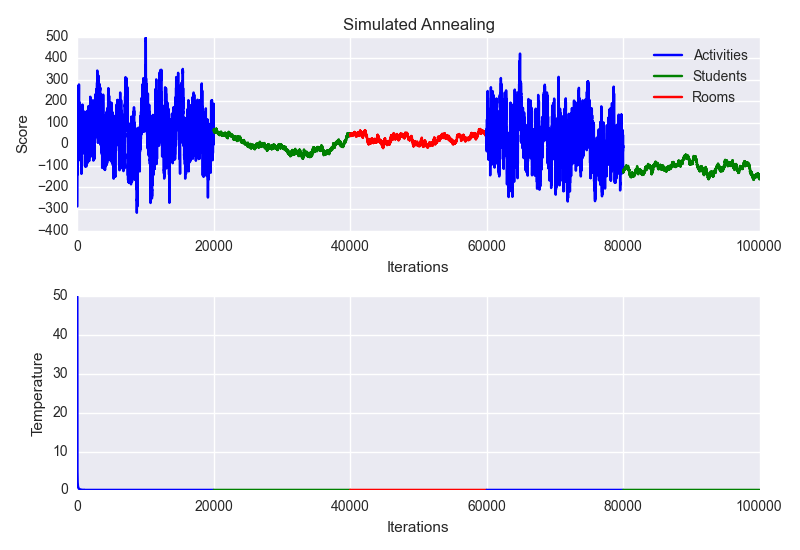 Simulated Annealing
500
400
300
200
100
0
−100
−200
−300
−400
Score
Activities
Students
Rooms
0 20000 40000 60000 80000 100000
Iterations
50
40
30
20
10
0
Temperature
0 20000 40000 60000 80000 100000
Iterations